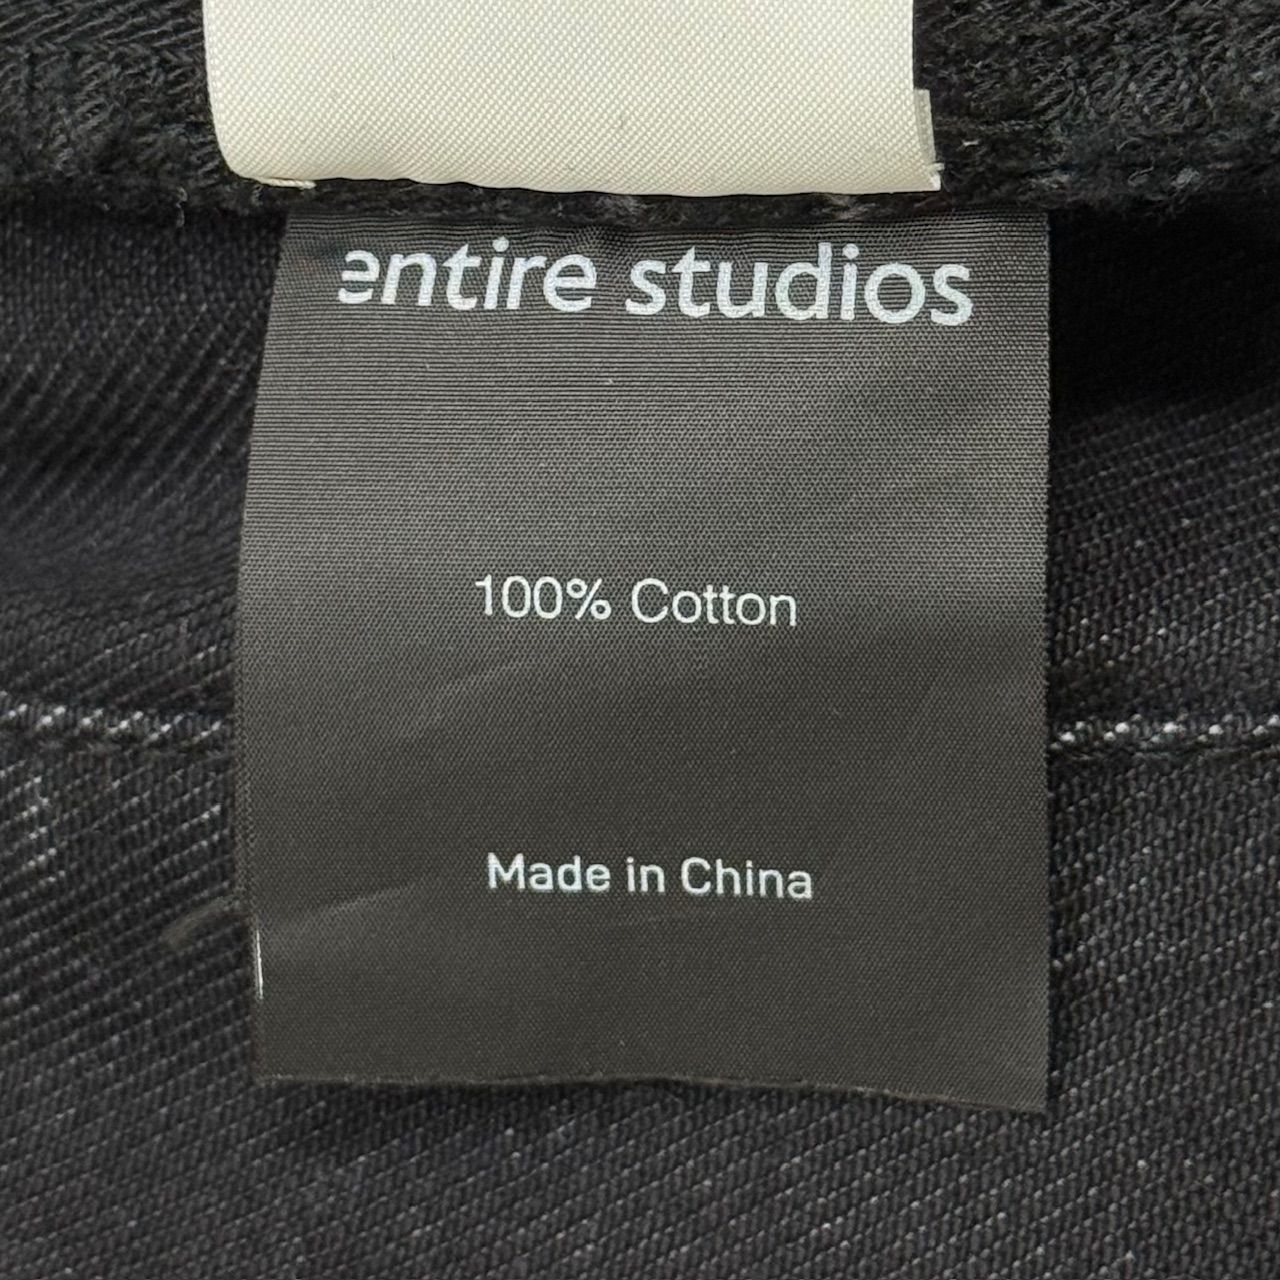 entire studios
100% Cotton
Made in China